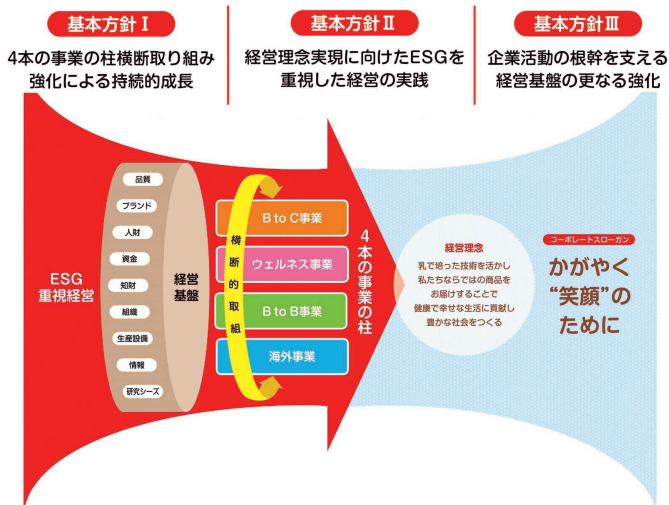 基本方針Ⅰ
4本の事業の柱横断取り組み
強化による持続的成長
基本方針Ⅱ
経営理念実現に向けたESGを
重視した経営の実践
基本方針Ⅲ
企業活動の根幹を支える
経営基盤の更なる強化
ESG
重視経営
品質
ブランド
人財
資金
知財
組織
生産設備
情報
研究シーズ
経営
基盤
横断的取組
B to C事業
ウェルネス事業
B to B事業
海外事業
4本の事業の柱
経営理念
乳で培った技術を活かし
私たちならではの商品を
お届けすることで
健康で幸せな生活に貢献し
豊かな社会をつくる
コーポレートスローガン
かがやく
“笑顔”の
ために